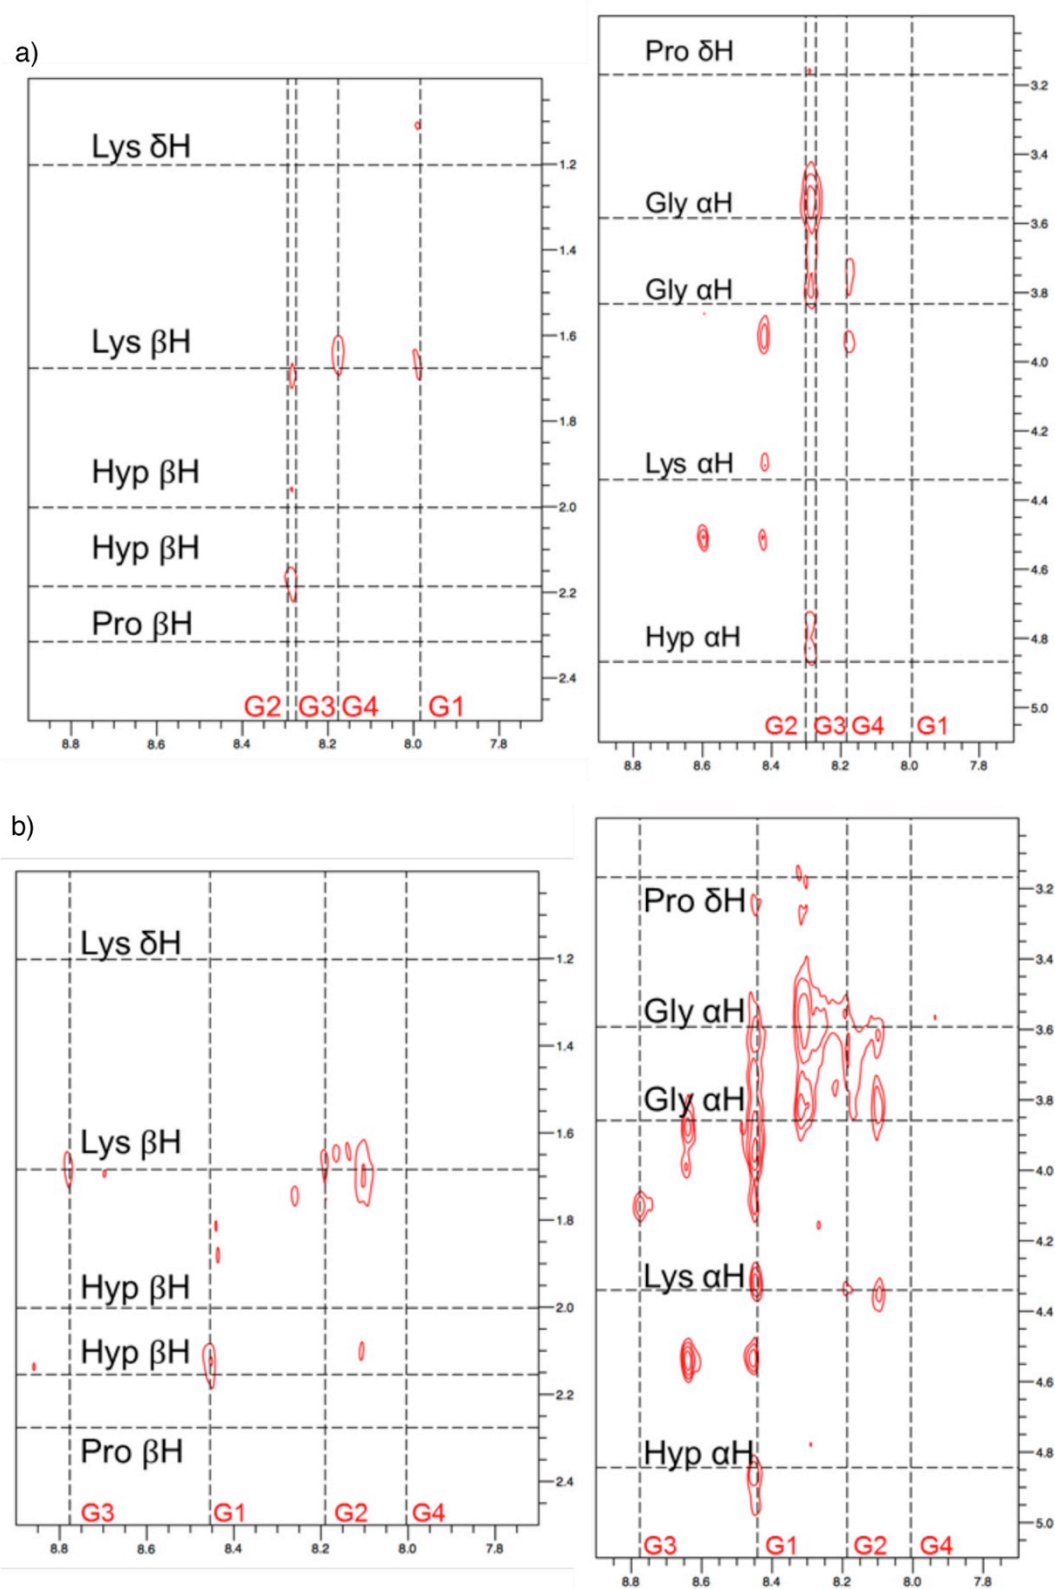 a)
Lys δH
Lys βH
Hyp βH
Hyp βH
Pro βH
G2 G3 G4 G1
1.2
1.4
1.6
1.8
2.0
2.2
2.4
8.8 8.6 8.4 8.2 8.0 7.8
Pro δH
Gly αH
Gly αH
Lys αH
Hyp αH
G2 G3 G4 G1
3.2
3.4
3.6
3.8
4.0
4.2
4.4
4.6
4.8
5.0
8.8 8.6 8.4 8.2 8.0 7.8
b)
Lys δH
Lys βH
Hyp βH
Hyp βH
Pro βH
G3 G1 G2 G4
1.2
1.4
1.6
1.8
2.0
2.2
2.4
8.8 8.6 8.4 8.2 8.0 7.8
Pro δH
Gly αH
Gly αH
Lys αH
Hyp αH
G3 G1 G2 G4
3.2
3.4
3.6
3.8
4.0
4.2
4.4
4.6
4.8
5.0
8.8 8.6 8.4 8.2 8.0 7.8